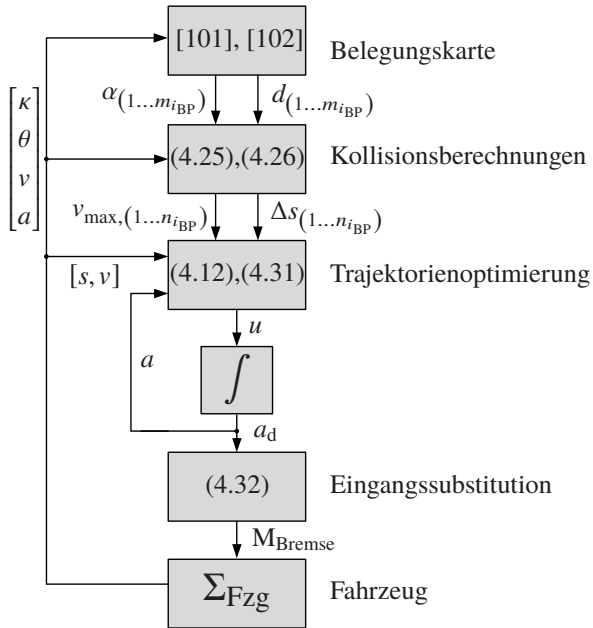 [101], [102]
Belegungskarte
α(1…m_iBP) d(1…m_iBP)
[κ θ v a]
(4.25),(4.26)
Kollisionsberechnungen
v_max,(1…n_iBP) Δs(1…n_iBP)
[s, v]
(4.12),(4.31)
Trajektorienoptimierung
u
a
∫
a_d
(4.32)
Eingangssubstitution
M_Bremse
Σ_Fzg
Fahrzeug